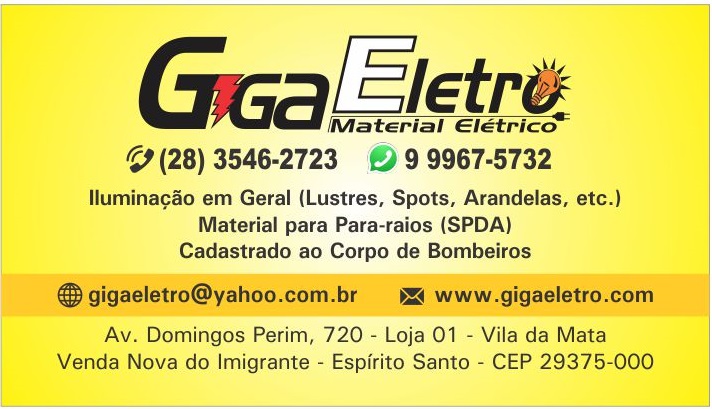 GigaEletro
Material Elétrico
(28) 3546-2723 9 9967-5732
Iluminação em Geral (Lustres, Spots, Arandelas, etc.)
Material para Para-raios (SPDA)
Cadastrado ao Corpo de Bombeiros
gigaeletro@yahoo.com.br www.gigaeletro.com
Av. Domingos Perim, 720 - Loja 01 - Vila da Mata
Venda Nova do Imigrante - Espírito Santo - CEP 29375-000